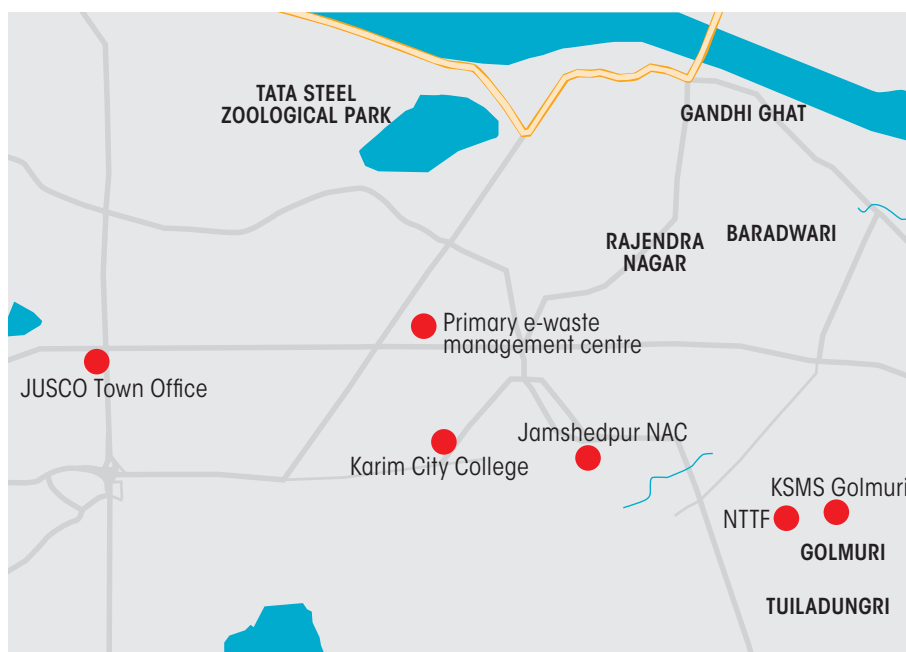 TATA STEEL
ZOOLOGICAL PARK
GANDHI GHAT
BARADWARI
RAJENDRA
NAGAR
Primary e-waste
management centre
JUSCO Town Office
Jamshedpur NAC
Karim City College
KSMS Golmuri
NTTF
GOLMURI
TUILADUNGRI